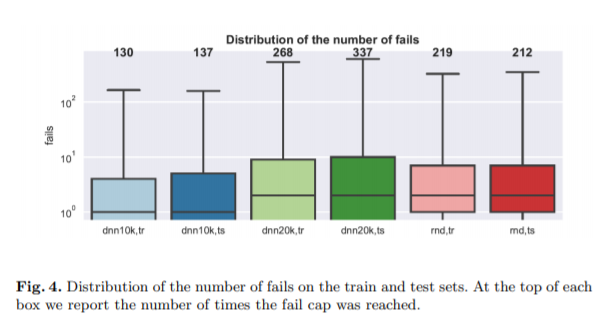 Distribution of the number of fails
130 137 268 337 219 212
10²
10¹
10⁰
fails
dnn10k,tr dnn10k,ts dnn20k,tr dnn20k,ts rnd,tr rnd,ts
Fig. 4. Distribution of the number of fails on the train and test sets. At the top of each
box we report the number of times the fail cap was reached.